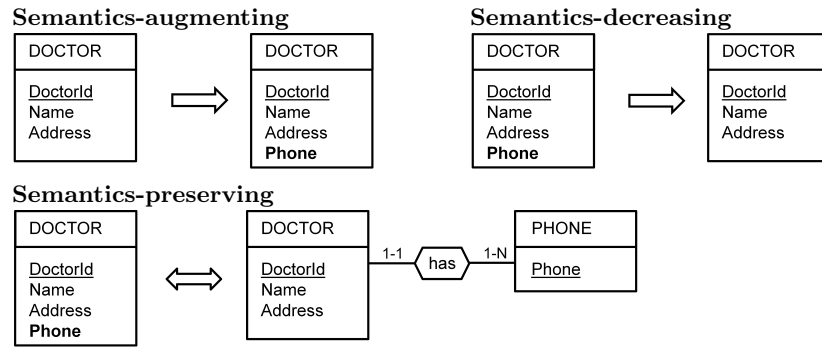 Semantics-augmenting
DOCTOR
DoctorId
Name
Address
DOCTOR
DoctorId
Name
Address
Phone
Semantics-decreasing
DOCTOR
DoctorId
Name
Address
Phone
DOCTOR
DoctorId
Name
Address
Semantics-preserving
DOCTOR
DoctorId
Name
Address
Phone
DOCTOR
DoctorId
Name
Address
1-1
has
1-N
PHONE
Phone